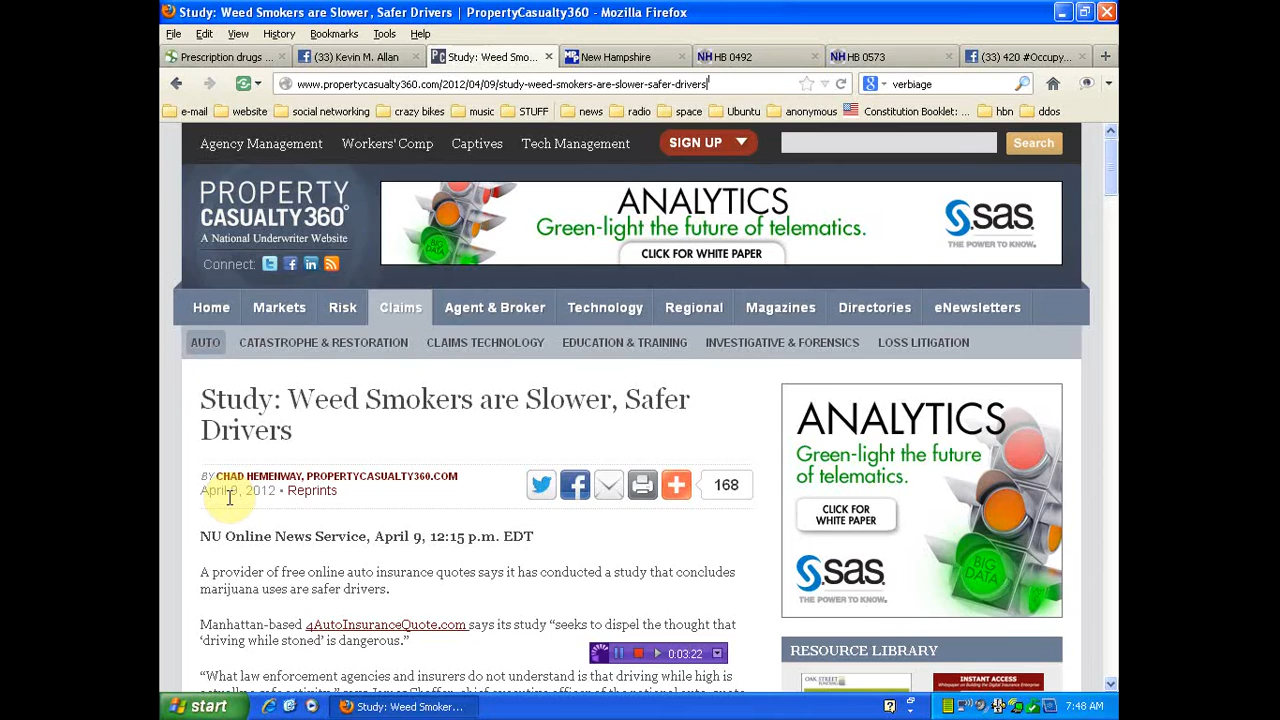 Study: Weed Smokers are Slower, Safer Drivers | PropertyCasualty360 - Mozilla Firefox
File Edit View History Bookmarks Tools Help
Prescription drugs ... (33) Kevin M. Allan Study: Weed Smo... New Hampshire HB 0492 HB 0573 (33) 420 #Occupy...
www.propertycasualty360.com/2012/04/09/study-weed-smokers-are-slower-safer-drivers
verbiage
e-mail website social networking crazy bikes music STUFF news radio space Ubuntu anonymous Constitution Booklet: ... hbn ddos
Agency Management Workers' Comp Captives Tech Management SIGN UP Search
PROPERTY
CASUALTY360°
A National Underwriter Website
Connect:
ANALYTICS
Green-light the future of telematics.
CLICK FOR WHITE PAPER
BIG DATA
sas
THE POWER TO KNOW.
Home Markets Risk Claims Agent & Broker Technology Regional Magazines Directories eNewsletters
AUTO CATASTROPHE & RESTORATION CLAIMS TECHNOLOGY EDUCATION & TRAINING INVESTIGATIVE & FORENSICS LOSS LITIGATION
Study: Weed Smokers are Slower, Safer
Drivers
BY CHAD HEMENWAY, PROPERTYCASUALTY360.COM
April 9, 2012 • Reprints
168
NU Online News Service, April 9, 12:15 p.m. EDT
A provider of free online auto insurance quotes says it has conducted a study that concludes
marijuana uses are safer drivers.
Manhattan-based 4AutoInsuranceQuote.com says its study “seeks to dispel the thought that
‘driving while stoned’ is dangerous.”
0:03:22
“What law enforcement agencies and insurers do not understand is that driving while high is
ANALYTICS
Green-light the future
of telematics.
CLICK FOR
WHITE PAPER
sas
THE POWER TO KNOW.
BIG
DATA
RESOURCE LIBRARY
OAK STREET
INSTANT ACCESS
start Study: Weed Smoker... 7:48 AM